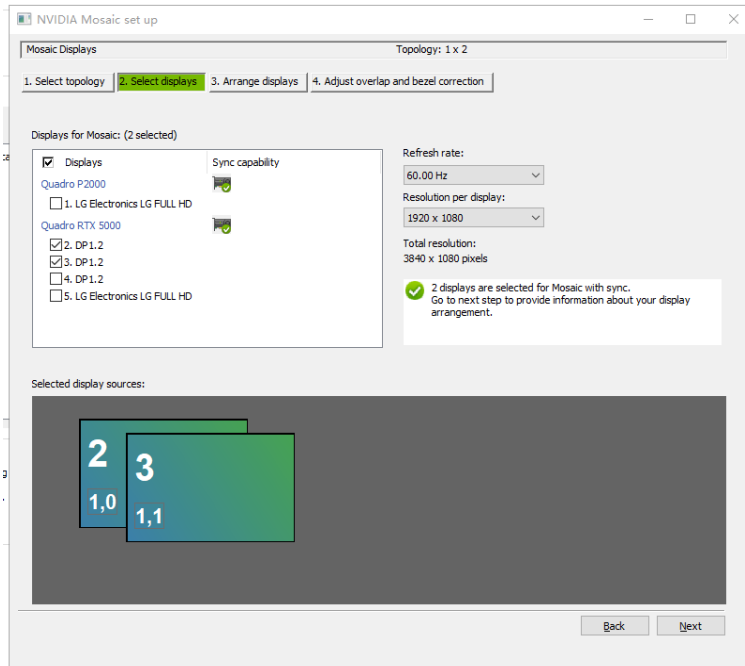 NVIDIA Mosaic set up
Mosaic Displays Topology: 1 x 2
1. Select topology 2. Select displays 3. Arrange displays 4. Adjust overlap and bezel correction
Displays for Mosaic: (2 selected)
Displays Sync capability
Quadro P2000
1. LG Electronics LG FULL HD
Quadro RTX 5000
2. DP1.2
3. DP1.2
4. DP1.2
5. LG Electronics LG FULL HD
Refresh rate:
60.00 Hz
Resolution per display:
1920 x 1080
Total resolution:
3840 x 1080 pixels
2 displays are selected for Mosaic with sync.
Go to next step to provide information about your display
arrangement.
Selected display sources:
2
1,0
3
1,1
Back Next